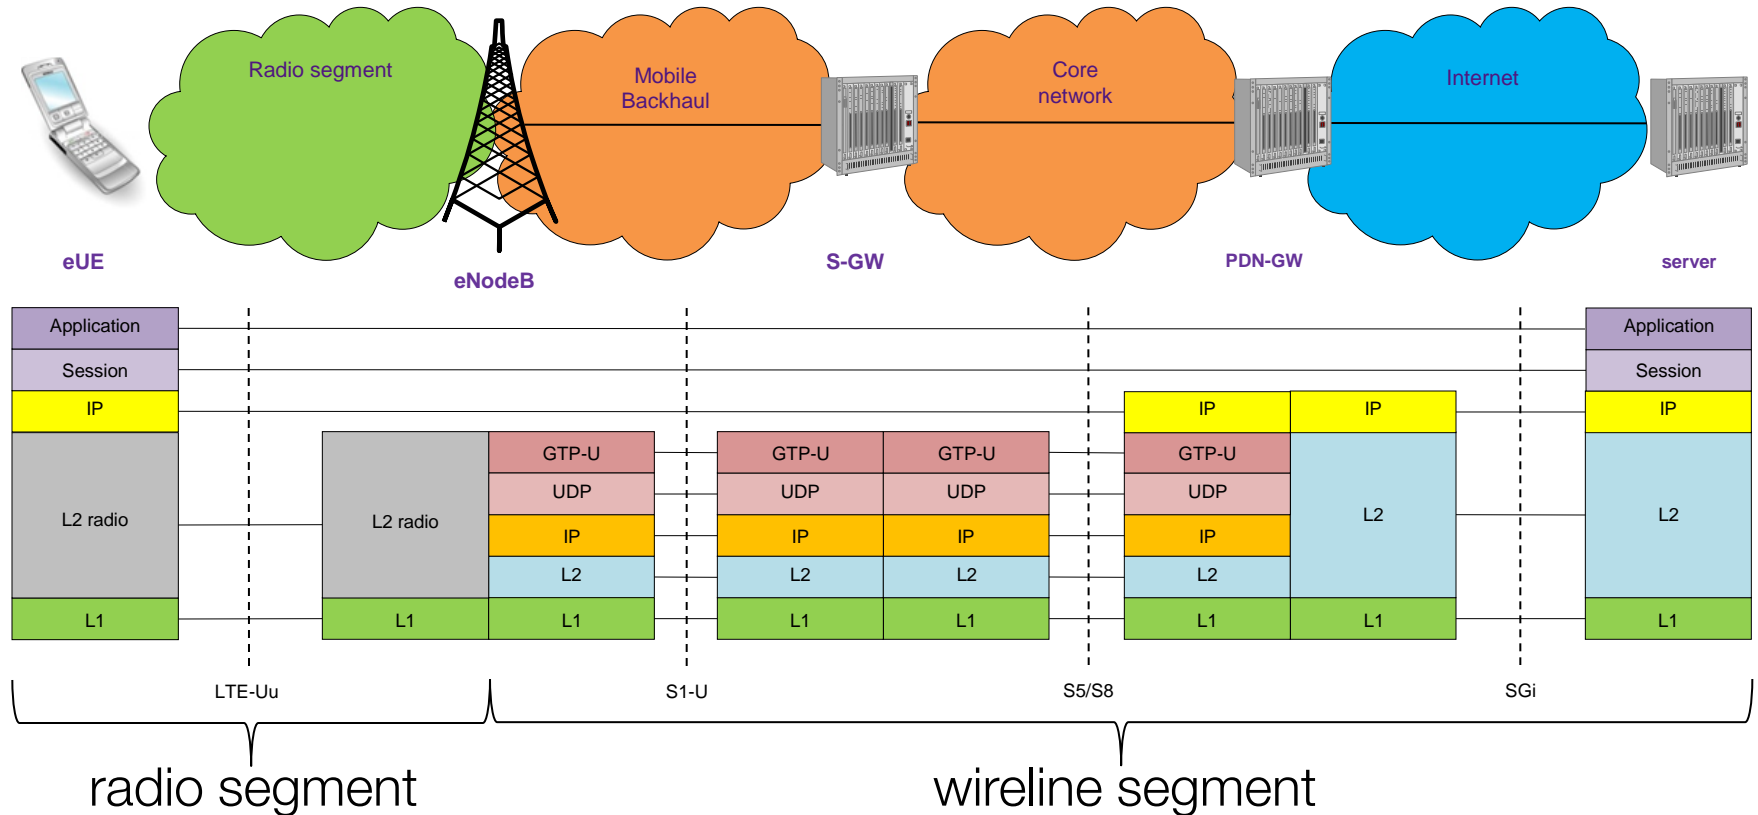 Radio segment
Mobile
Backhaul
Core
network
Internet
eUE
eNodeB
S-GW
PDN-GW
server
Application
Application
Session
Session
IP
IP
IP
IP
GTP-U
GTP-U
GTP-U
GTP-U
UDP
UDP
UDP
UDP
L2 radio
L2 radio
L2
L2
IP
IP
IP
IP
L2
L2
L2
L2
L1
L1
L1
L1
L1
L1
L1
L1
LTE-Uu
S1-U
S5/S8
SGi
radio segment
wireline segment